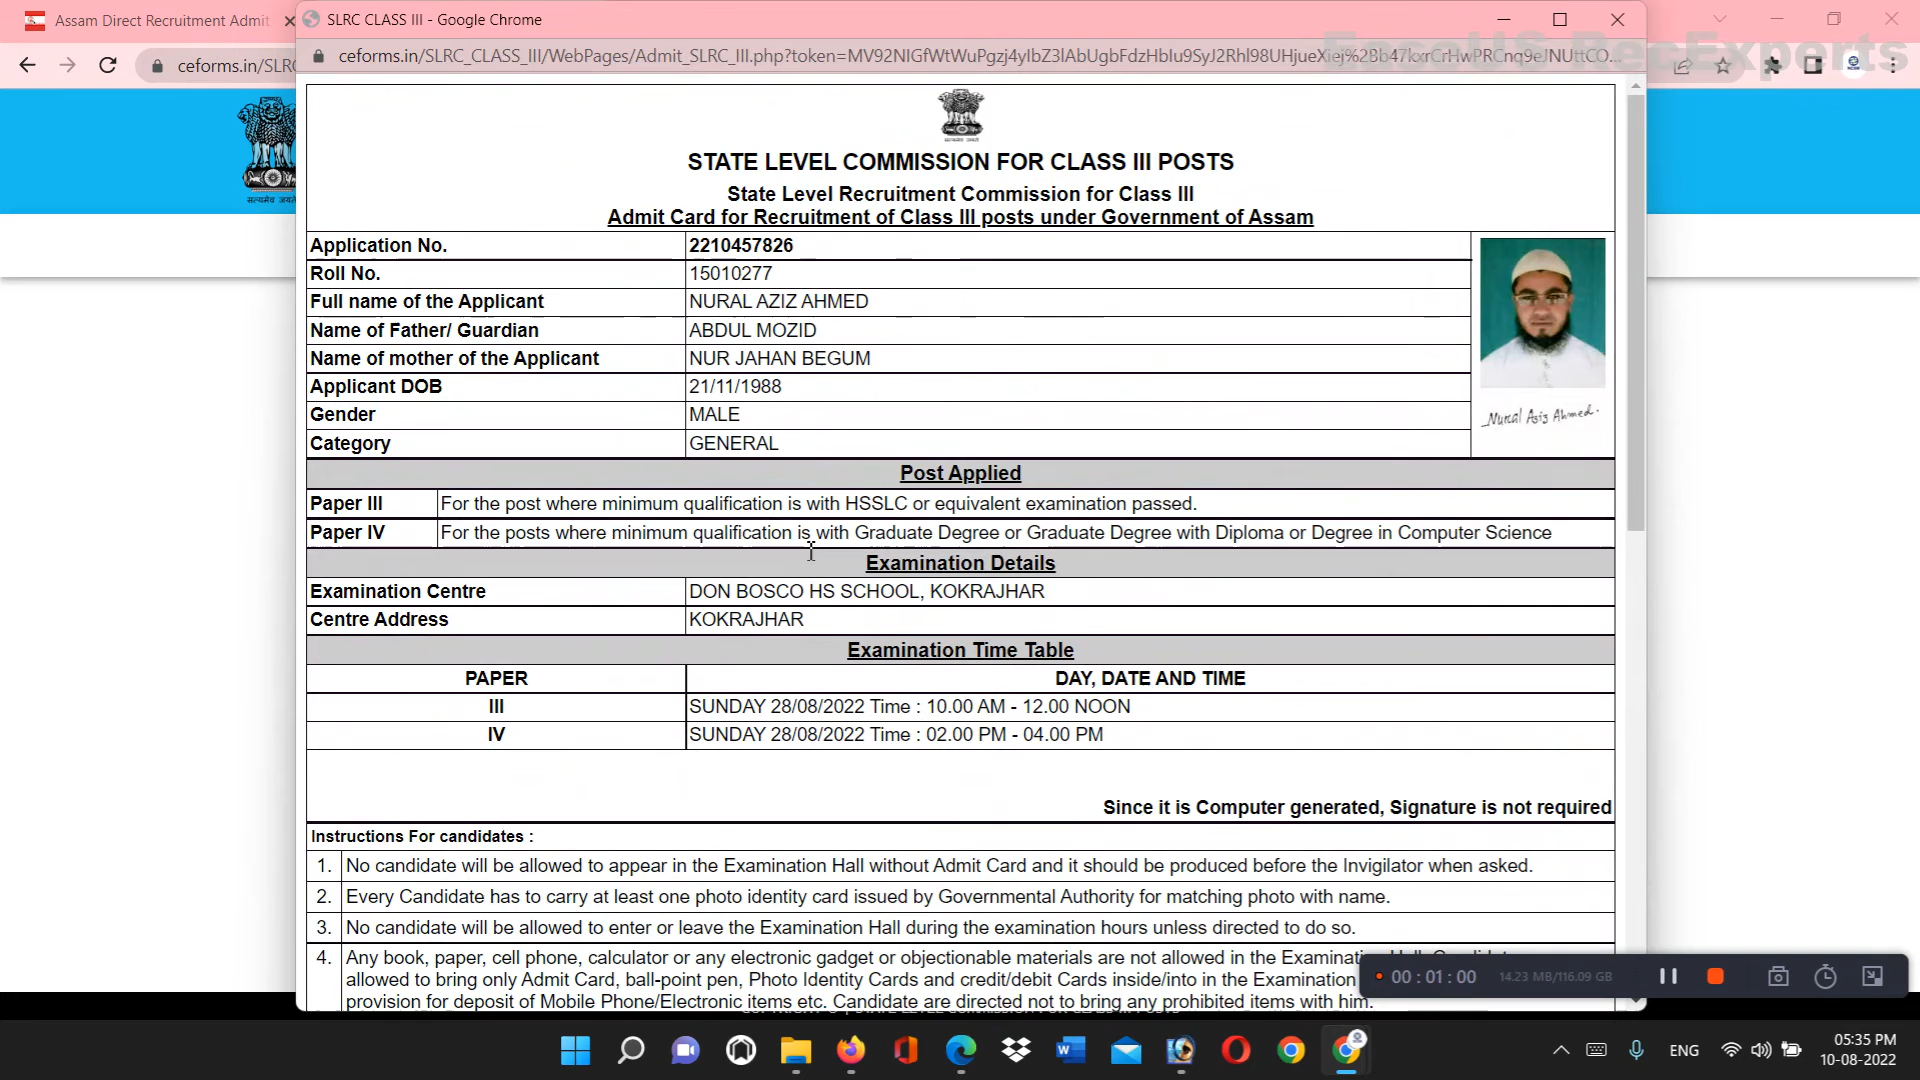 Assam Direct Recruitment Admit
SLRC CLASS III - Google Chrome
ceforms.in/SLRC
ceforms.in/SLRC_CLASS_III/WebPages/Admit_SLRC_III.php?token=
EaseUS RecExperts
सत्यमेव जयते
STATE LEVEL COMMISSION FOR CLASS III POSTS
State Level Recruitment Commission for Class III
Admit Card for Recruitment of Class III posts under Government of Assam
Application No. 2210457826
Roll No. 15010277
Full name of the Applicant NURAL AZIZ AHMED
Name of Father/ Guardian ABDUL MOZID
Name of mother of the Applicant NUR JAHAN BEGUM
Applicant DOB 21/11/1988
Gender MALE
Nural Aziz Ahmed.
Category GENERAL
Post Applied
Paper III For the post where minimum qualification is with HSSLC or equivalent examination passed.
Paper IV For the posts where minimum qualification is with Graduate Degree or Graduate Degree with Diploma or Degree in Computer Science
Examination Details
Examination Centre DON BOSCO HS SCHOOL, KOKRAJHAR
Centre Address KOKRAJHAR
Examination Time Table
PAPER DAY, DATE AND TIME
III SUNDAY 28/08/2022 Time : 10.00 AM - 12.00 NOON
IV SUNDAY 28/08/2022 Time : 02.00 PM - 04.00 PM
Since it is Computer generated, Signature is not required
Instructions For candidates :
1. No candidate will be allowed to appear in the Examination Hall without Admit Card and it should be produced before the Invigilator when asked.
2. Every Candidate has to carry at least one photo identity card issued by Governmental Authority for matching photo with name.
3. No candidate will be allowed to enter or leave the Examination Hall during the examination hours unless directed to do so.
4. Any book, paper, cell phone, calculator or any electronic gadget or objectionable materials are not allowed in the Examination
allowed to bring only Admit Card, ball-point pen, Photo Identity Cards and credit/debit Cards inside/into in the Examination
provision for deposit of Mobile Phone/Electronic items etc. Candidate are directed not to bring any prohibited items with him.
00 : 01 : 00 14.23 MB/116.09 GB
ENG
05:35 PM
10-08-2022